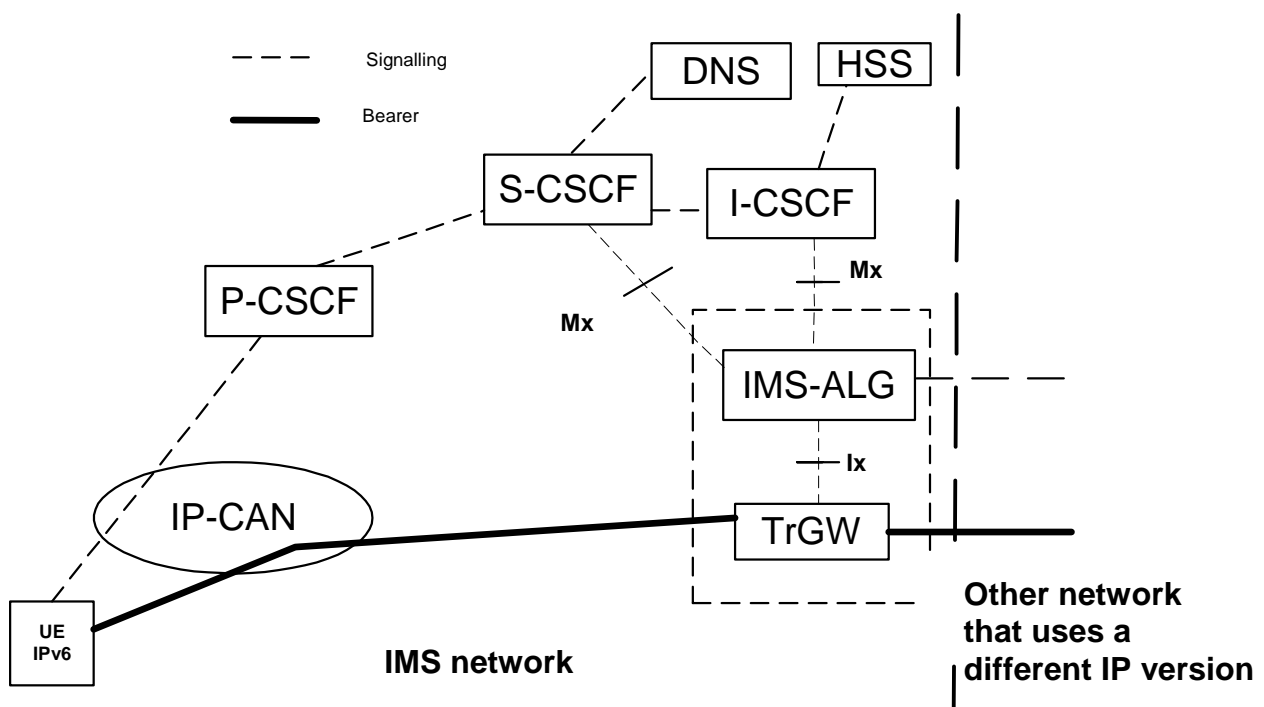 Signalling
Bearer
DNS
HSS
S-CSCF
I-CSCF
P-CSCF
Mx
Mx
IMS-ALG
Ix
IP-CAN
TrGW
UE
IPv6
IMS network
Other network
that uses a
different IP version